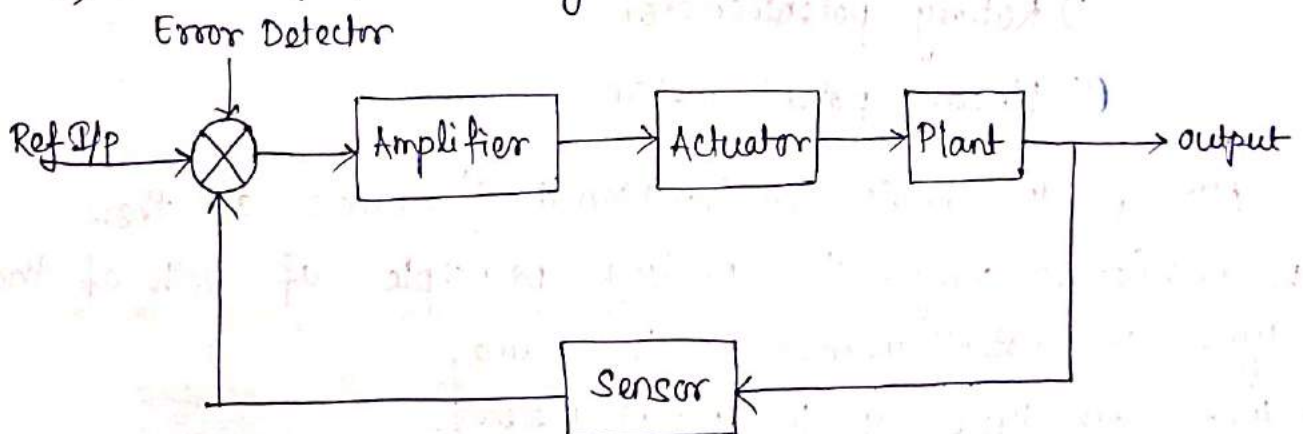 Error Detector
Ref I/p
Amplifier
Actuator
Plant
output
Sensor